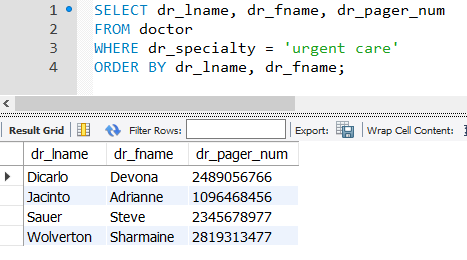 1 SELECT dr_lname, dr_fname, dr_pager_num
2 FROM doctor
3 WHERE dr_specialty = 'urgent care'
4 ORDER BY dr_lname, dr_fname;
Result Grid Filter Rows: Export: Wrap Cell Content:
dr_lname dr_fname dr_pager_num
Dicarlo Devona 2489056766
Jacinto Adrianne 1096468456
Sauer Steve 2345678977
Wolverton Sharmaine 2819313477